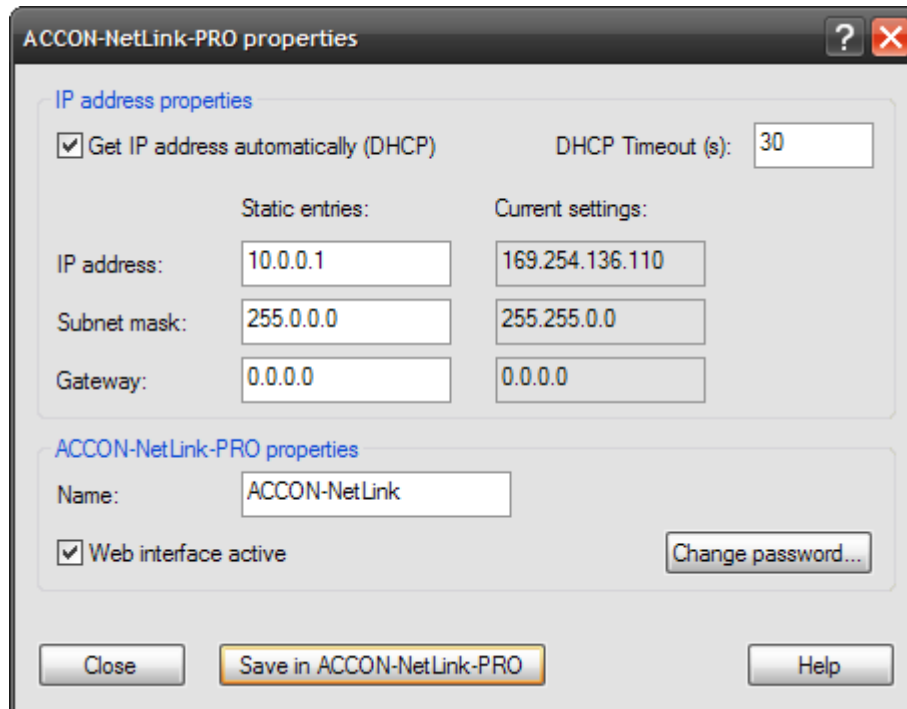 ACCON-NetLink-PRO properties
?
IP address properties
Get IP address automatically (DHCP) DHCP Timeout (s): 30
Static entries: Current settings:
IP address: 10.0.0.1 169.254.136.110
Subnet mask: 255.0.0.0 255.255.0.0
Gateway: 0.0.0.0 0.0.0.0
ACCON-NetLink-PRO properties
Name: ACCON-NetLink
Web interface active Change password...
Close Save in ACCON-NetLink-PRO Help